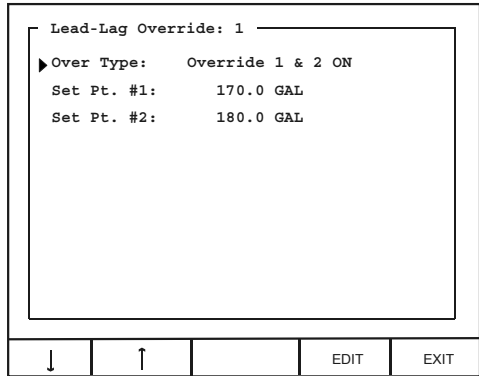 Lead-Lag Override: 1
Over Type: Override 1 & 2 ON
Set Pt. #1: 170.0 GAL
Set Pt. #2: 180.0 GAL
↓ ↑ EDIT EXIT